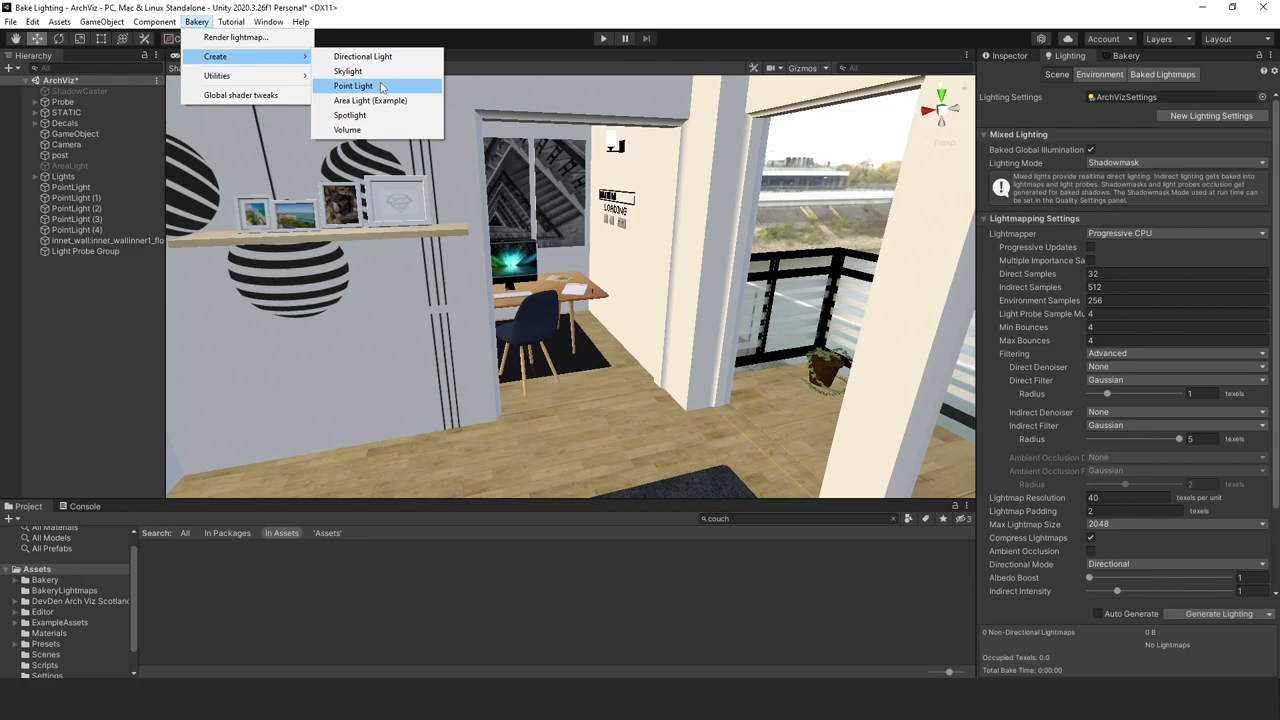 Bake Lighting - ArchViz - PC, Mac & Linux Standalone - Unity 2020.3.26f1 Personal* <DX11>
File Edit Assets GameObject Component Bakery Tutorial Window Help
Account Layers Layout
Render lightmap...
Create
Utilities
Global shader tweaks
Directional Light
Skylight
Point Light
Area Light (Example)
Spotlight
Volume
Hierarchy
All
ArchViz*
ShadowCaster
Probe
STATIC
Decals
GameObject
Camera
post
AreaLight
Lights
PointLight
PointLight (1)
PointLight (2)
PointLight (3)
PointLight (4)
innet_wall:inner_wallinner1_flo
Light Probe Group
Gizmos All
Persp
LOADING
Inspector Lighting Bakery
Scene Environment Baked Lightmaps
Lighting Settings ArchVizSettings
New Lighting Settings
Mixed Lighting
Baked Global Illumination
Lighting Mode Shadowmask
Mixed lights provide realtime direct lighting. Indirect lighting gets baked into
lightmaps and light probes. Shadowmasks and light probes occlusion get
generated for baked shadows. The Shadowmask Mode used at run time can
be set in the Quality Settings panel.
Lightmapping Settings
Lightmapper Progressive CPU
Progressive Updates
Multiple Importance Sa
Direct Samples 32
Indirect Samples 512
Environment Samples 256
Light Probe Sample Mu 4
Min Bounces 4
Max Bounces 4
Filtering Advanced
Direct Denoiser None
Direct Filter Gaussian
Radius 1 texels
Indirect Denoiser None
Indirect Filter Gaussian
Radius 5 texels
Ambient Occlusion D None
Ambient Occlusion F Gaussian
Radius 2 texels
Lightmap Resolution 40 texels per unit
Lightmap Padding 2 texels
Max Lightmap Size 2048
Compress Lightmaps
Ambient Occlusion
Directional Mode Directional
Albedo Boost 1
Indirect Intensity 1
Auto Generate Generate Lighting
0 Non-Directional Lightmaps 0 B
No Lightmaps
Occupied Texels: 0.0
Total Bake Time: 0:00:00
Project Console
couch
3
Search: All In Packages In Assets 'Assets'
All Materials
All Models
All Prefabs
Assets
Bakery
BakeryLightmaps
DevDen Arch Viz Scotland
Editor
ExampleAssets
Materials
Presets
Scenes
Scripts
Settings